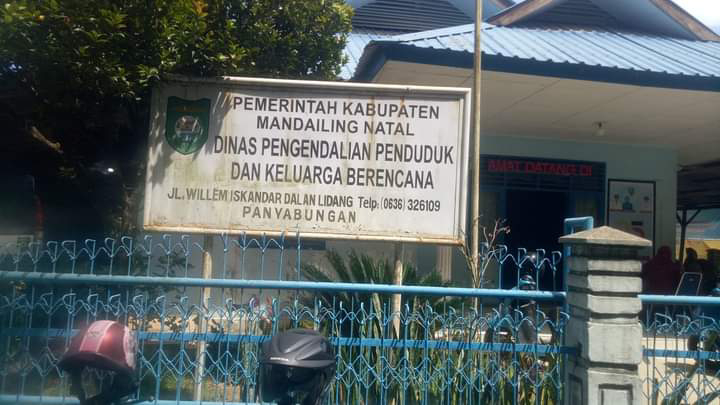 PEMERINTAH KABUPATEN
MANDAILING NATAL
DINAS PENGENDALIAN PENDUDUK
DAN KELUARGA BERENCANA
JL. WILLEM ISKANDAR DALAN LIDANG Telp: (0636) 326109
PANYABUNGAN
AMAT DATANG DI